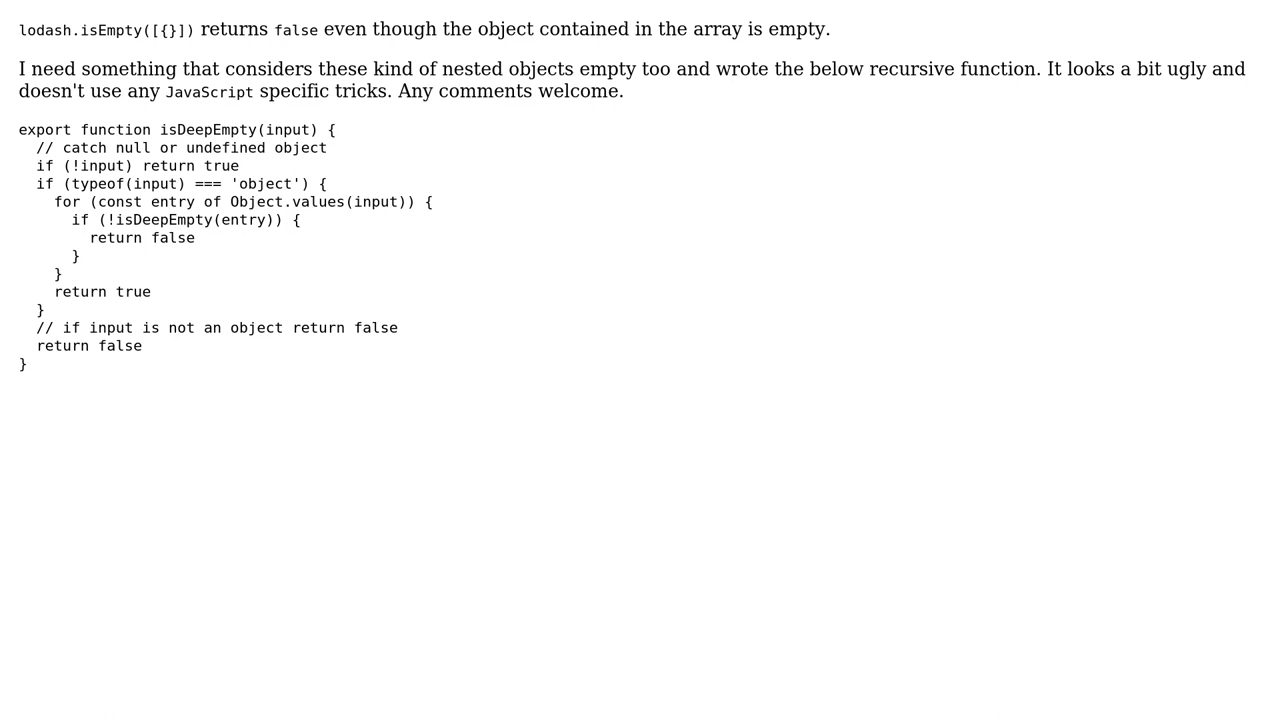 lodash.isEmpty([{}]) returns false even though the object contained in the array is empty.
I need something that considers these kind of nested objects empty too and wrote the below recursive function. It looks a bit ugly and
doesn't use any JavaScript specific tricks. Any comments welcome.
export function isDeepEmpty(input) {
  // catch null or undefined object
  if (!input) return true
  if (typeof(input) === 'object') {
    for (const entry of Object.values(input)) {
      if (!isDeepEmpty(entry)) {
        return false
      }
    }
    return true
  }
  // if input is not an object return false
  return false
}